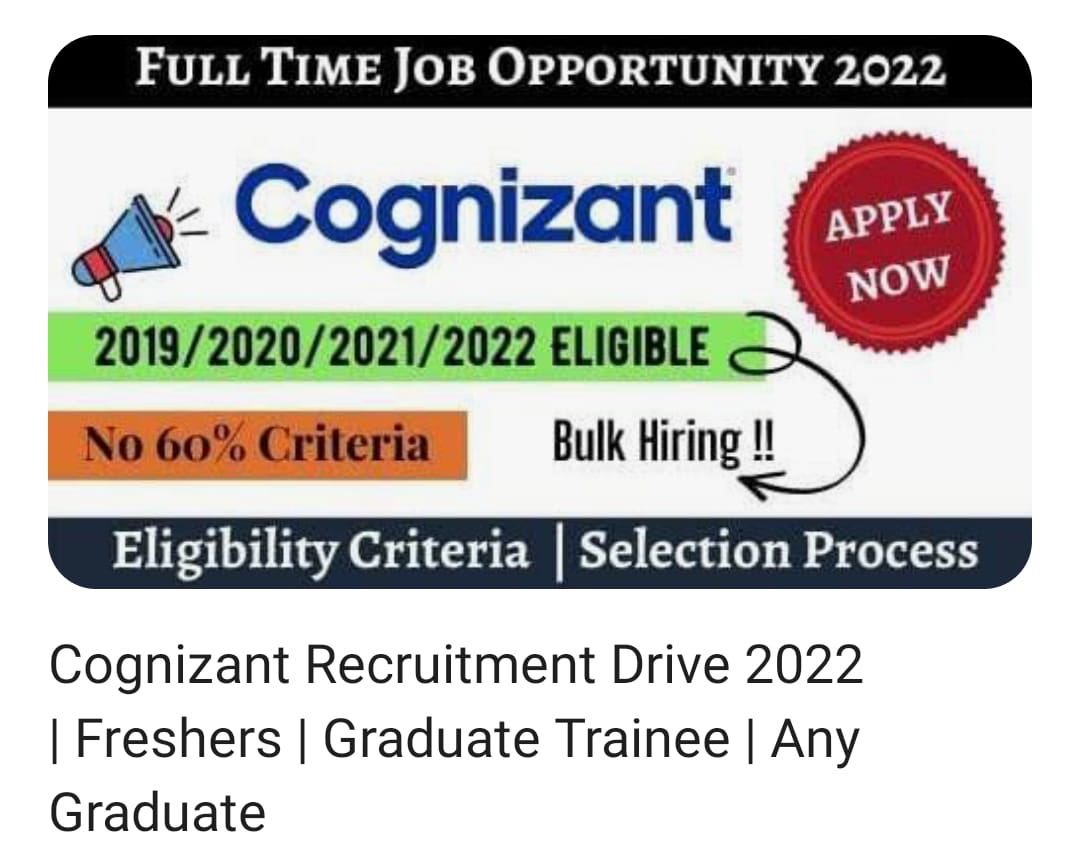 FULL TIME JOB OPPORTUNITY 2022
Cognizant
APPLY
NOW
2019/2020/2021/2022 ELIGIBLE
No 60% Criteria
Bulk Hiring !!
Eligibility Criteria | Selection Process
Cognizant Recruitment Drive 2022
| Freshers | Graduate Trainee | Any
Graduate